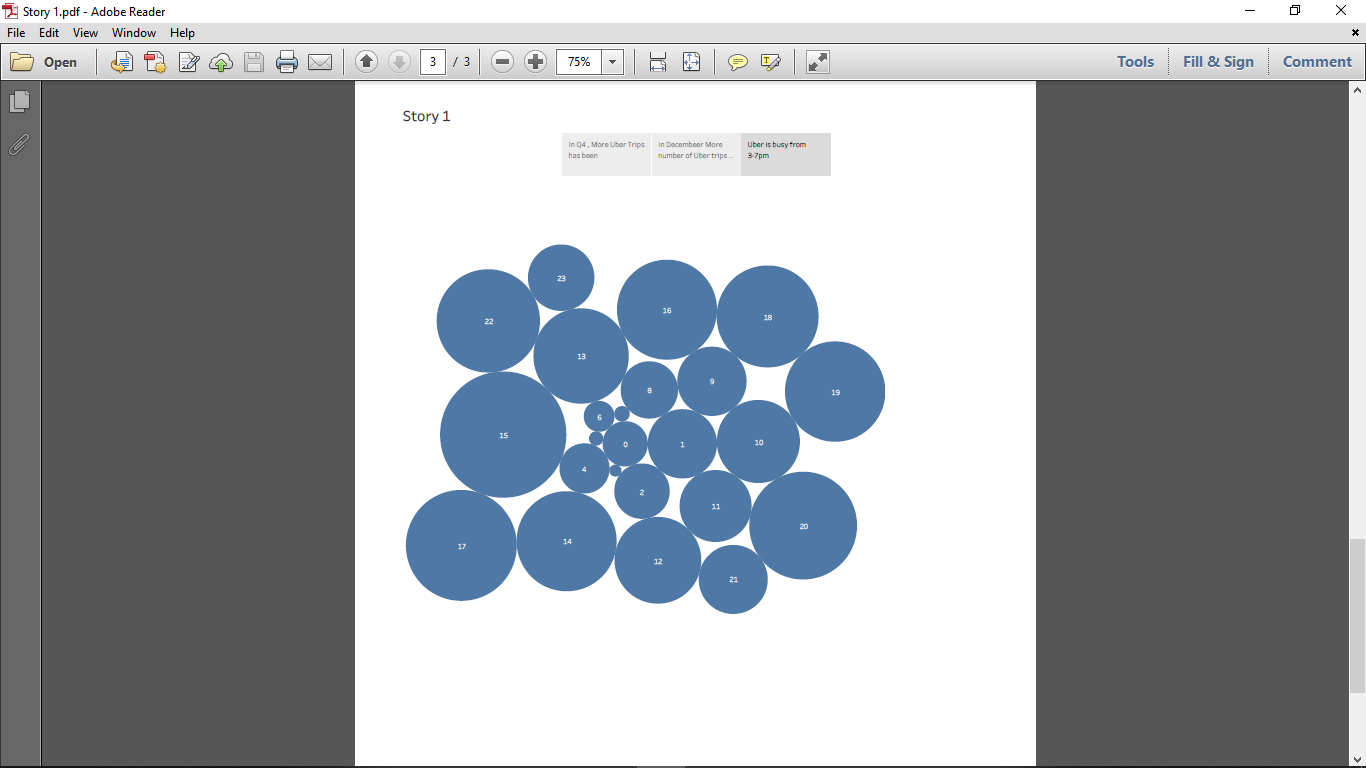 Story 1.pdf - Adobe Reader
File Edit View Window Help
Open 3 / 3 75% Tools Fill & Sign Comment
Story 1
In Q4 , More Uber Trips
has been
In Decembeer More
number of Uber trips ...
Uber is busy from
3-7pm
23
16
18
22
13
8
9
19
6
15
0
1
10
4
2
11
20
14
17
12
21